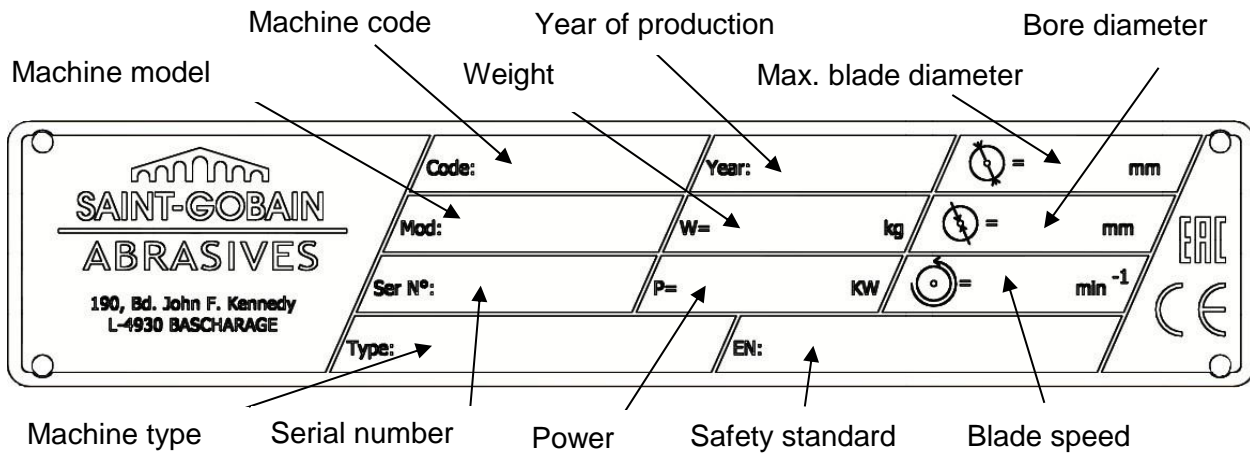 Machine code Year of production Bore diameter
Machine model Weight Max. blade diameter
SAINT-GOBAIN
ABRASIVES
190, Bd. John F. Kennedy
L-4930 BASCHARAGE
Code: Year: = mm
Mod: W= kg = mm
Ser Nº: P= KW = min -1
Type: EN:
EAC
CE
Machine type Serial number Power Safety standard Blade speed